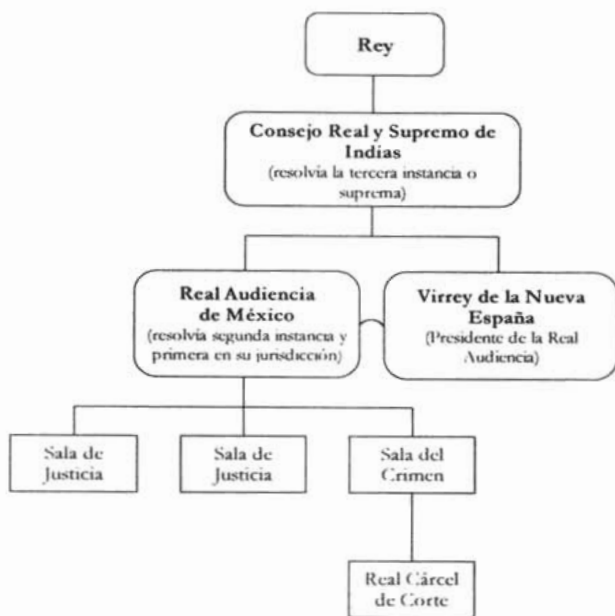 Rey
Consejo Real y Supremo de
Indias
(resolvía la tercera instancia o
suprema)
Real Audiencia
de México
(resolvía segunda instancia y
primera en su jurisdicción)
Virrey de la Nueva
España
(Presidente de la Real
Audiencia)
Sala de
Justicia
Sala de
Justicia
Sala del
Crimen
Real Cárcel
de Corte